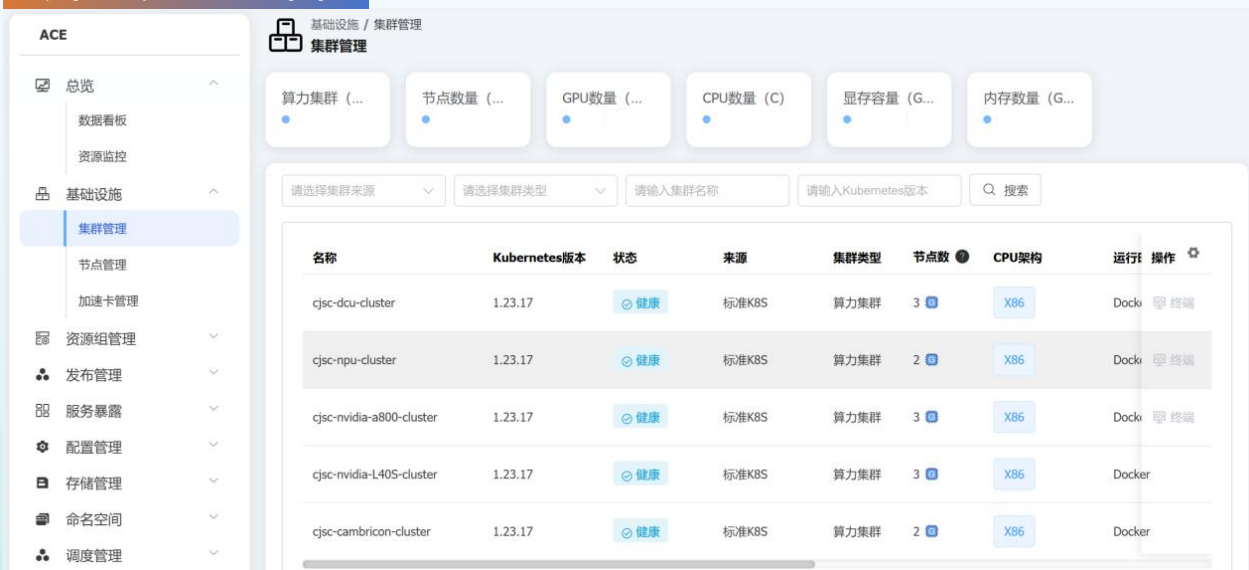 ACE
基础设施 / 集群管理
集群管理
总览
数据看板
资源监控
基础设施
集群管理
节点管理
加速卡管理
资源组管理
发布管理
服务暴露
配置管理
存储管理
命名空间
调度管理
算力集群 (... 节点数量 (... GPU数量 (... CPU数量 (C) 显存容量 (G... 内存数量 (G...
请选择集群来源 请选择集群类型 请输入集群名称 请输入Kubernetes版本 搜索
名称 Kubernetes版本 状态 来源 集群类型 节点数 CPU架构 运行 操作
cjsc-dcu-cluster 1.23.17 健康 标准K8S 算力集群 3 G X86 Dock 终端
cjsc-npu-cluster 1.23.17 健康 标准K8S 算力集群 2 G X86 Dock 终端
cjsc-nvidia-a800-cluster 1.23.17 健康 标准K8S 算力集群 3 G X86 Dock 终端
cjsc-nvidia-L40S-cluster 1.23.17 健康 标准K8S 算力集群 3 G X86 Docker
cjsc-cambricon-cluster 1.23.17 健康 标准K8S 算力集群 2 G X86 Docker